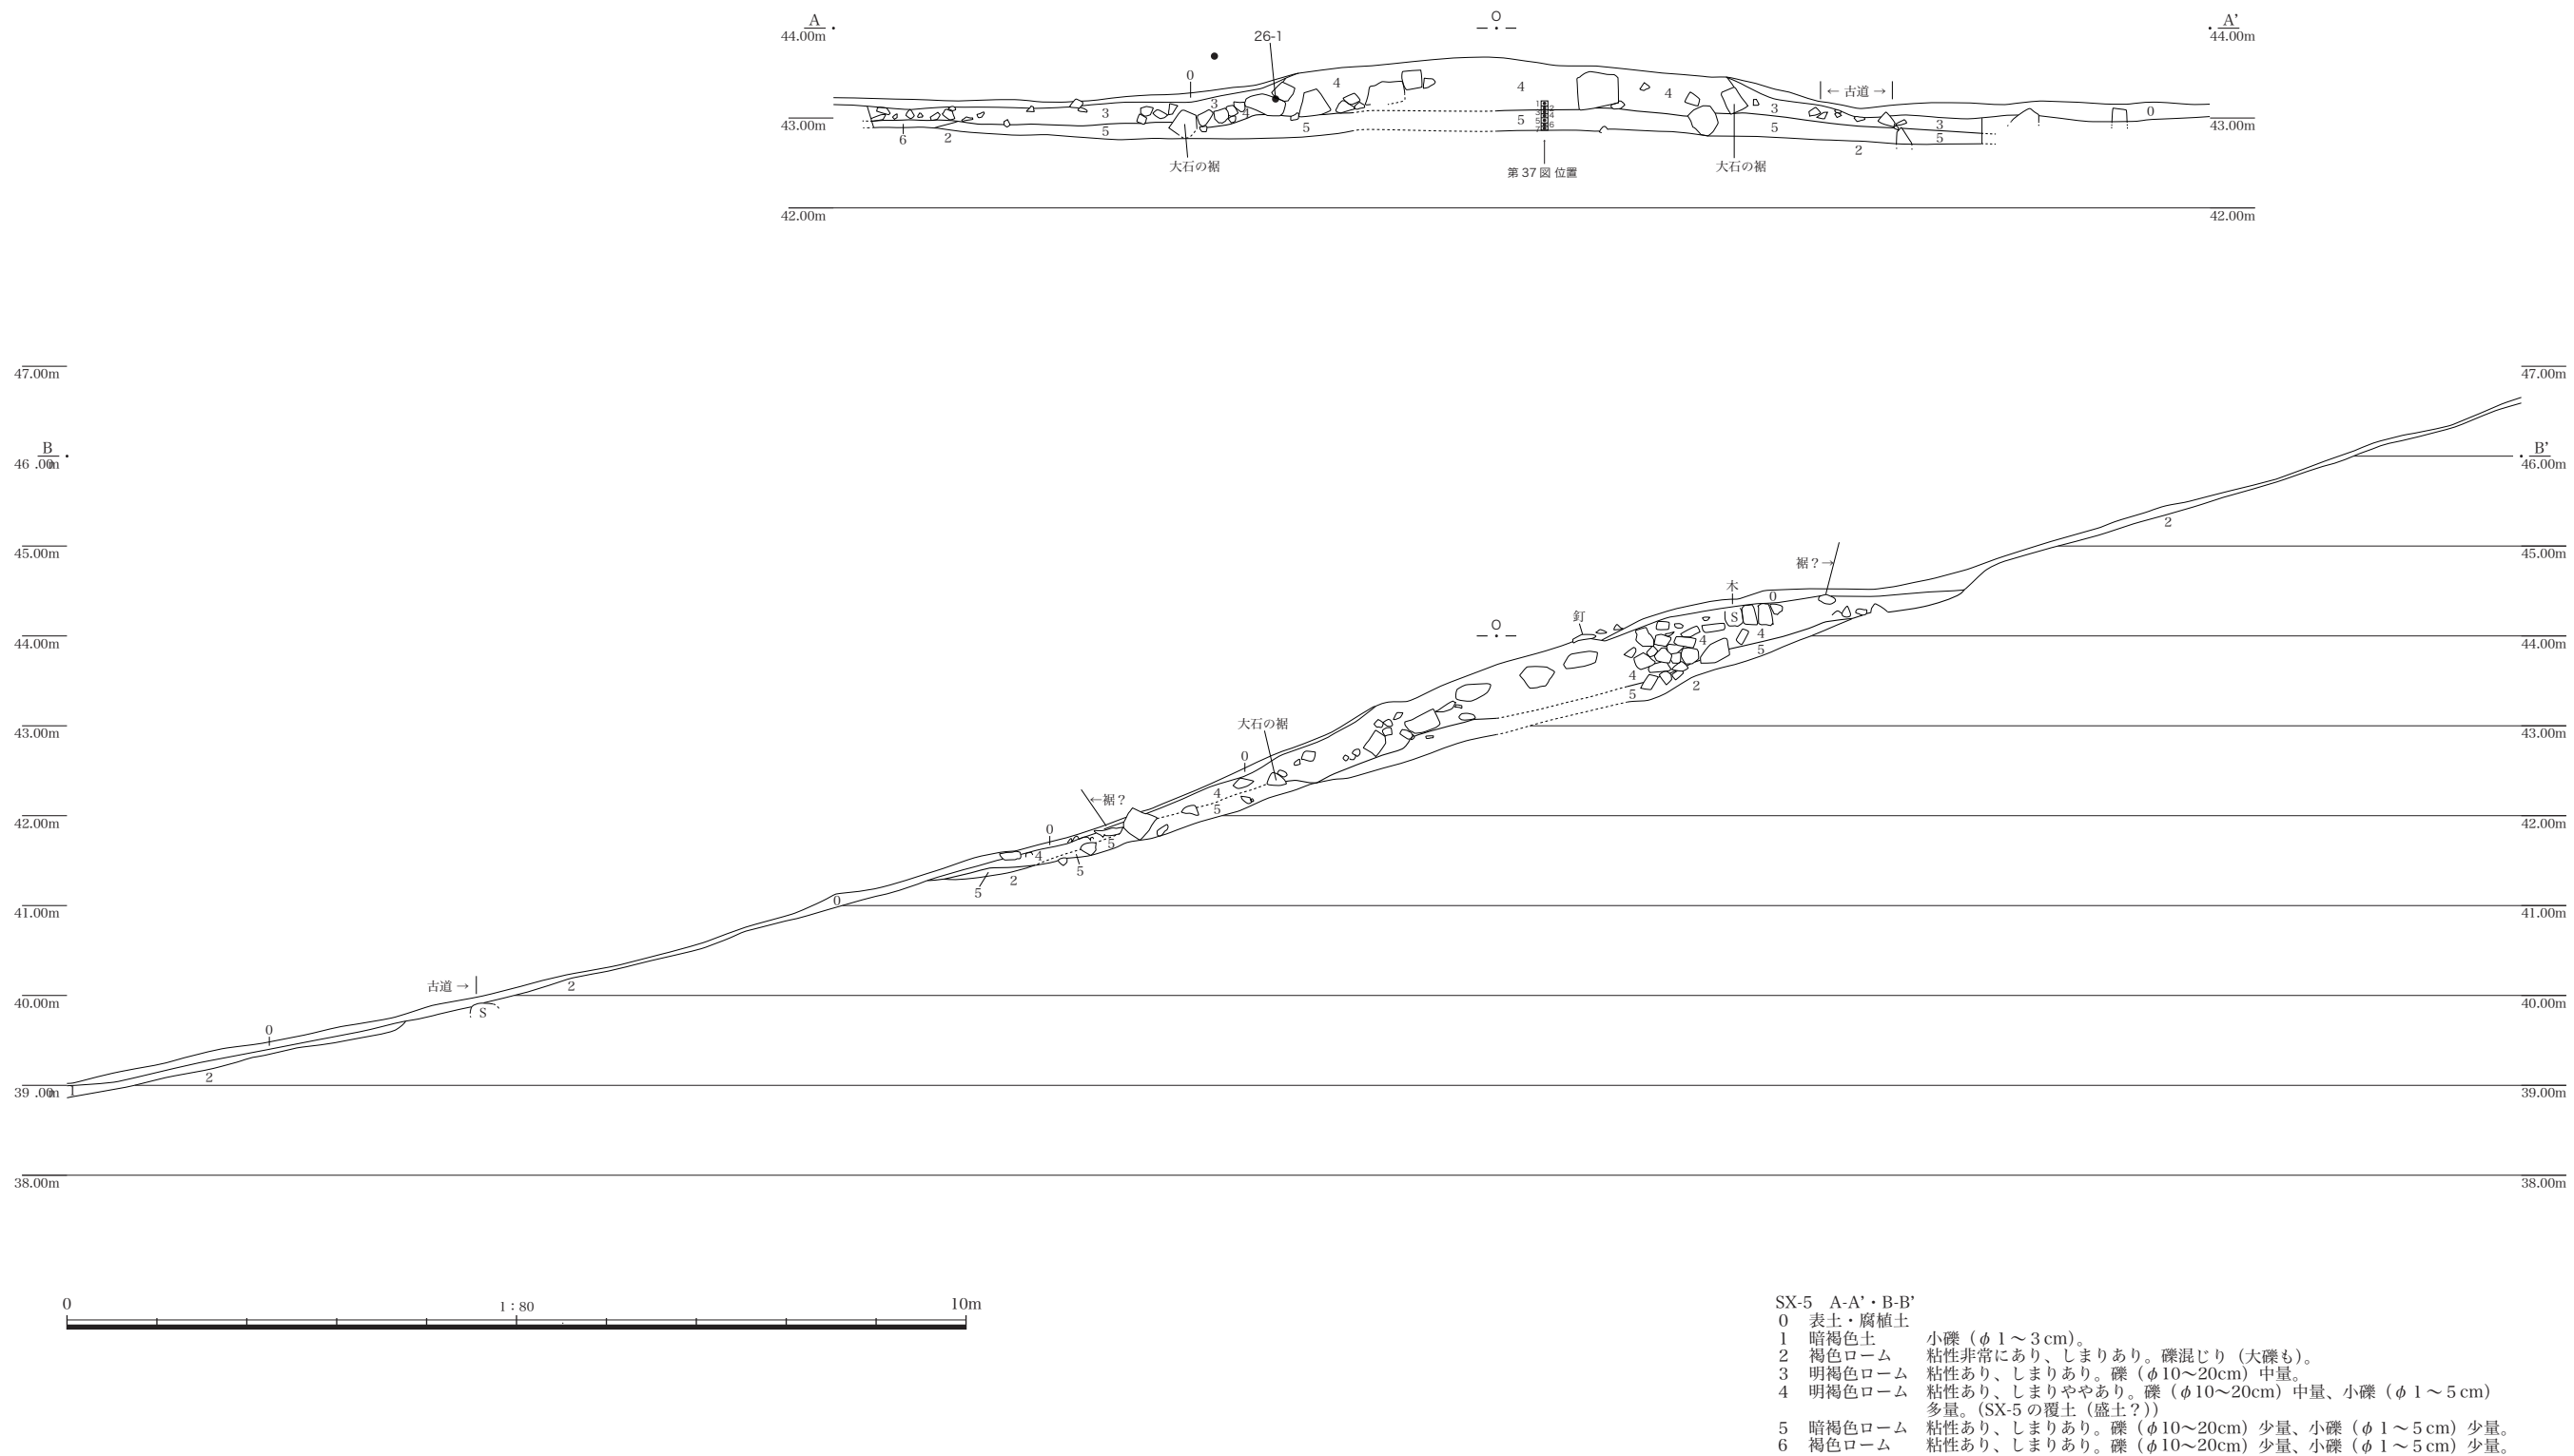 A
44.00m
O
A’
44.00m
26-1
0
4
4
4
← 古道 →
3
3
4
3
3
0
43.00m
43.00m
5
5
5
5
5
6
2
2
大石の裾
第 37 図 位置
大石の裾
42.00m
42.00m
47.00m
47.00m
B
46 .00m
B’
46.00m
2
45.00m
45.00m
裾？→
木
0
釘
S
O
4
4
44.00m
44.00m
5
4
5
2
大石の裾
43.00m
43.00m
0
←裾？
4
5
42.00m
42.00m
0
5
4
5
2
5
0
41.00m
41.00m
古道 →
2
40.00m
40.00m
S
0
2
39 .00m
1
39.00m
38.00m
38.00m
0
1：80
10m
SX-5　A-A’・B-B’
0　表土・腐植土
1　暗褐色土　　　小礫（φ 1 ～ 3 cm）。
2　褐色ローム　　粘性非常にあり、しまりあり。礫混じり（大礫も）。
3　明褐色ローム　粘性あり、しまりあり。礫（φ10～20cm）中量。
4　明褐色ローム　粘性あり、しまりややあり。礫（φ10～20cm）中量、小礫（φ 1 ～ 5 cm）
多量。（SX-5 の覆土（盛土？））
5　暗褐色ローム　粘性あり、しまりあり。礫（φ10～20cm）少量、小礫（φ 1 ～ 5 cm）少量。
6　褐色ローム　　粘性あり、しまりあり。礫（φ10～20cm）少量、小礫（φ 1 ～ 5 cm）少量。